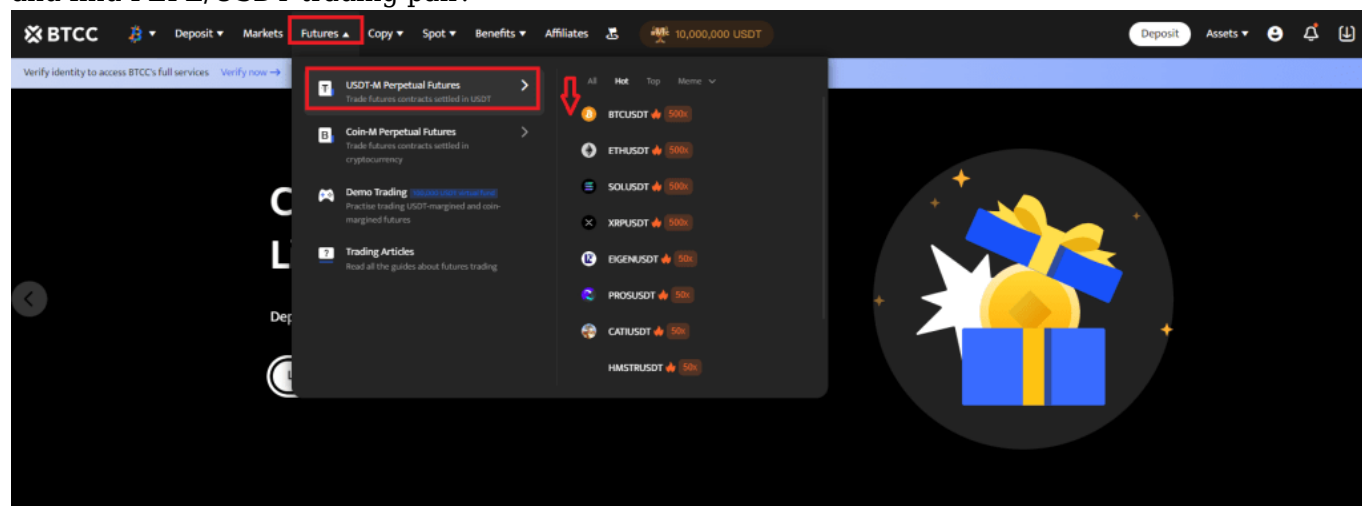 BTCC
Deposit
Markets
Futures
Copy
Spot
Benefits
Affiliates
10,000,000 USDT
Deposit
Assets
Verify identity to access BTCC's full services Verify now →
USDT-M Perpetual Futures
Trade futures contracts settled in USDT
Coin-M Perpetual Futures
Trade futures contracts settled in
cryptocurrency
Demo Trading
Practise trading USDT-margined and coin-
margined futures
Trading Articles
Read all the guides about futures trading
All Hot Top Meme
BTCUSDT 500x
ETHUSDT 500x
SOLUSDT 500x
XRPUSDT 500x
EIGENUSDT 50x
PROSUSDT 50x
CATIUSDT 50x
HMSTRUSDT 50x